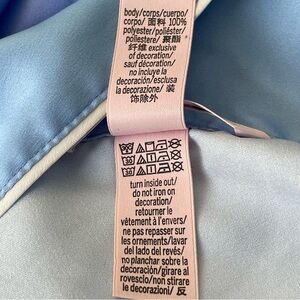 body/corps/cuerpo/
corpo/ 面料 100%
polyester/poliéster/
poliestere/ 聚酯
纤维 exclusive
of decoration/
sauf décoration/
no incluye la
decoración/esclusa
la decorazione/ 装
饰除外
turn inside out/
do not iron on
decoration/
retourner le
vêtement à l'envers/
ne pas repasser sur
les ornements/lavar
del lado del revés/
no planchar sobre la
decoración/girare al
rovescio/non stirare
le decorazioni/ 反